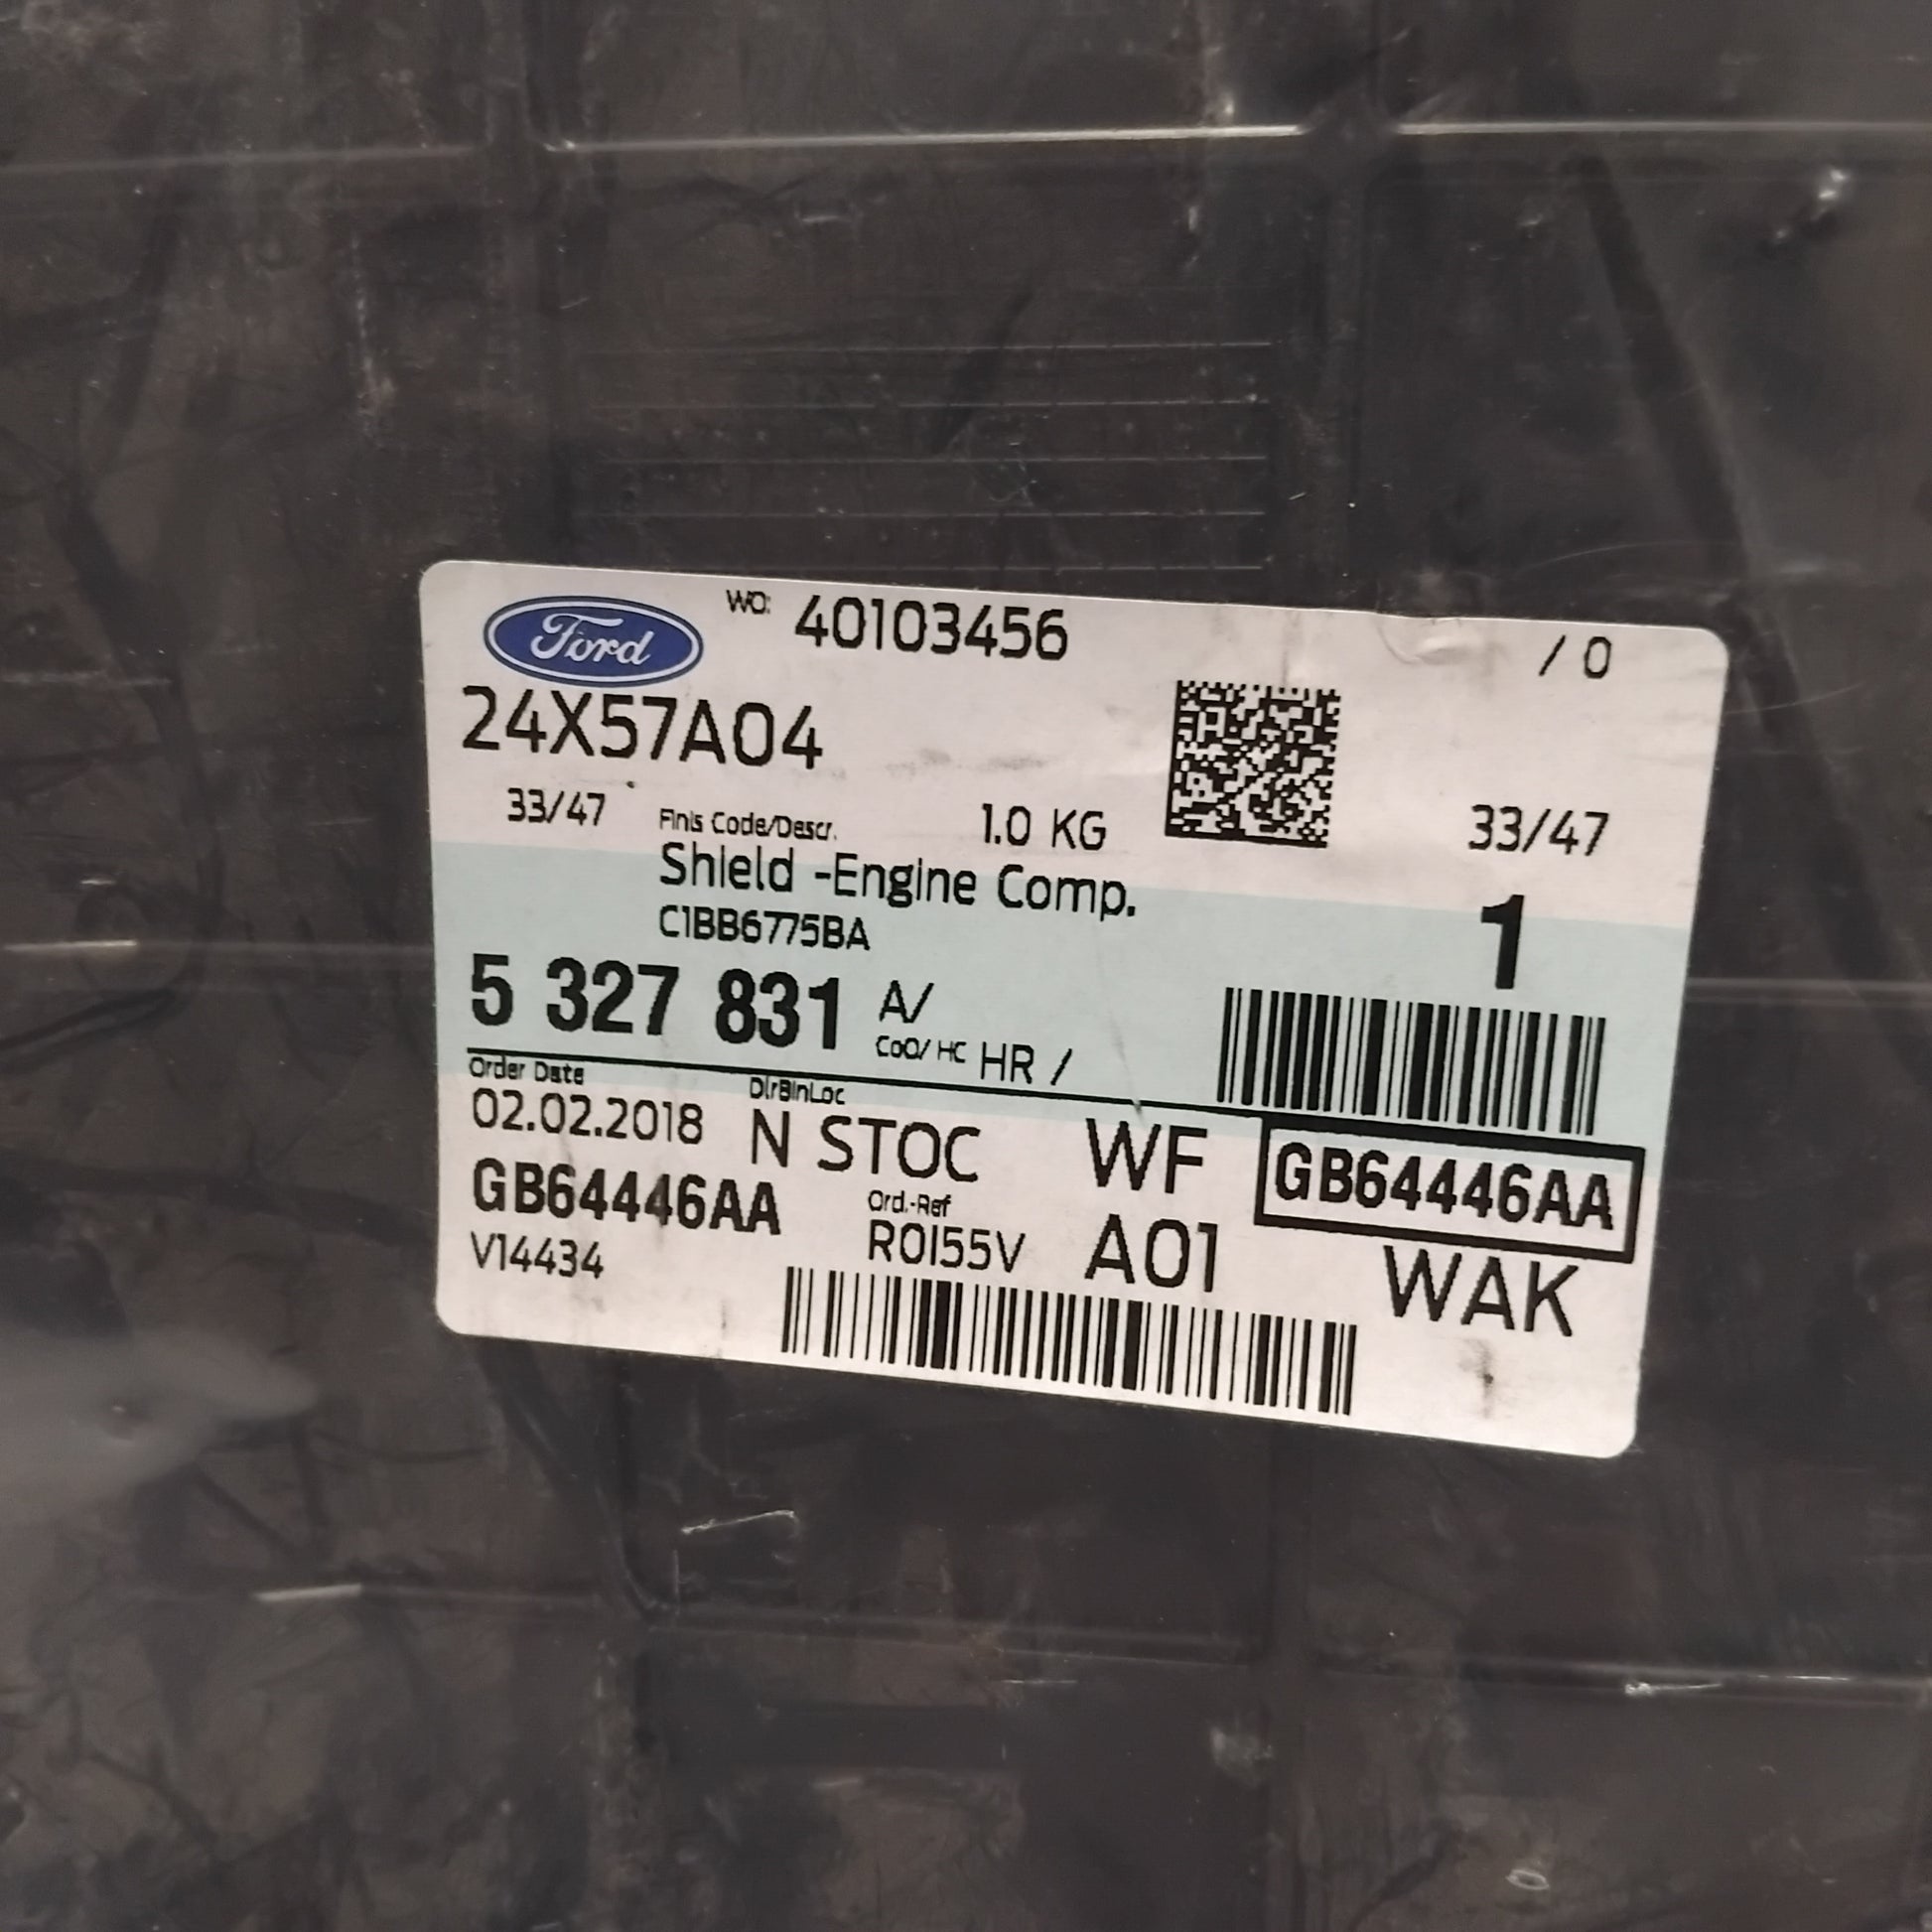 Ford
WO: 40103456
/ 0
24X57A04
33/47
Finis Code/Descr.
1.0 KG
33/47
Shield -Engine Comp.
C1BB6775BA
1
5 327 831
A/
CoO/ HC HR /
Order Date
DlrBinLoc
02.02.2018
N STOC
WF
GB64446AA
GB64446AA
Ord.-Ref
V14434
ROI55V
A01
WAK